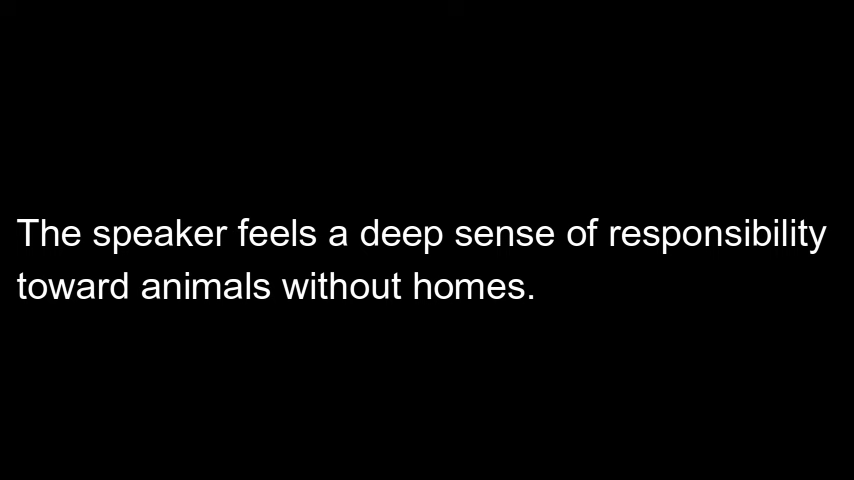 The speaker feels a deep sense of responsibility
toward animals without homes.